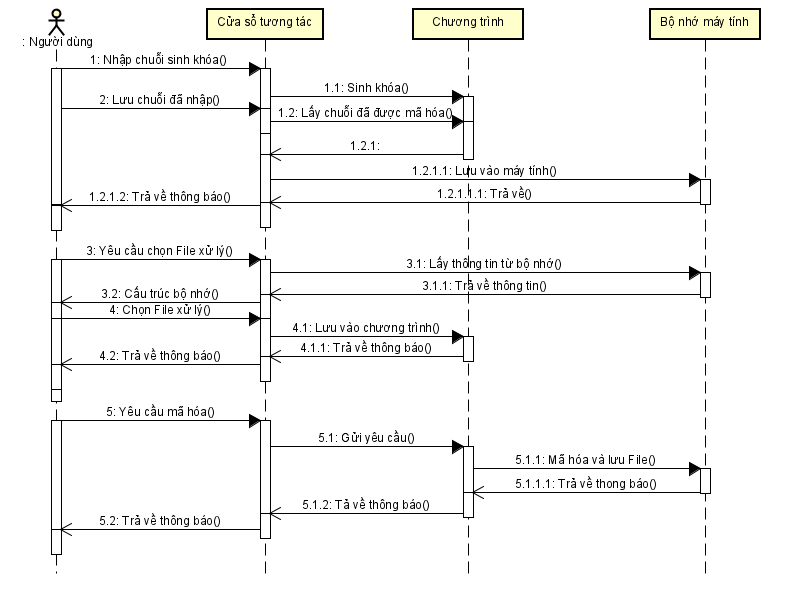 : Người dùng
Cửa sổ tương tác
Chương trình
Bộ nhớ máy tính
1: Nhập chuỗi sinh khóa()
1.1: Sinh khóa()
2: Lưu chuỗi đã nhập()
1.2: Lấy chuỗi đã được mã hóa()
1.2.1:
1.2.1.1: Lưu vào máy tính()
1.2.1.1.1: Trả về()
1.2.1.2: Trả về thông báo()
3: Yêu cầu chọn File xử lý()
3.1: Lấy thông tin từ bộ nhớ()
3.1.1: Trả về thông tin()
3.2: Cấu trúc bộ nhớ()
4: Chọn File xử lý()
4.1: Lưu vào chương trình()
4.1.1: Trả về thông báo()
4.2: Trả về thông báo()
5: Yêu cầu mã hóa()
5.1: Gửi yêu cầu()
5.1.1: Mã hóa và lưu File()
5.1.1.1: Trả về thong báo()
5.1.2: Tả về thông báo()
5.2: Trả về thông báo()